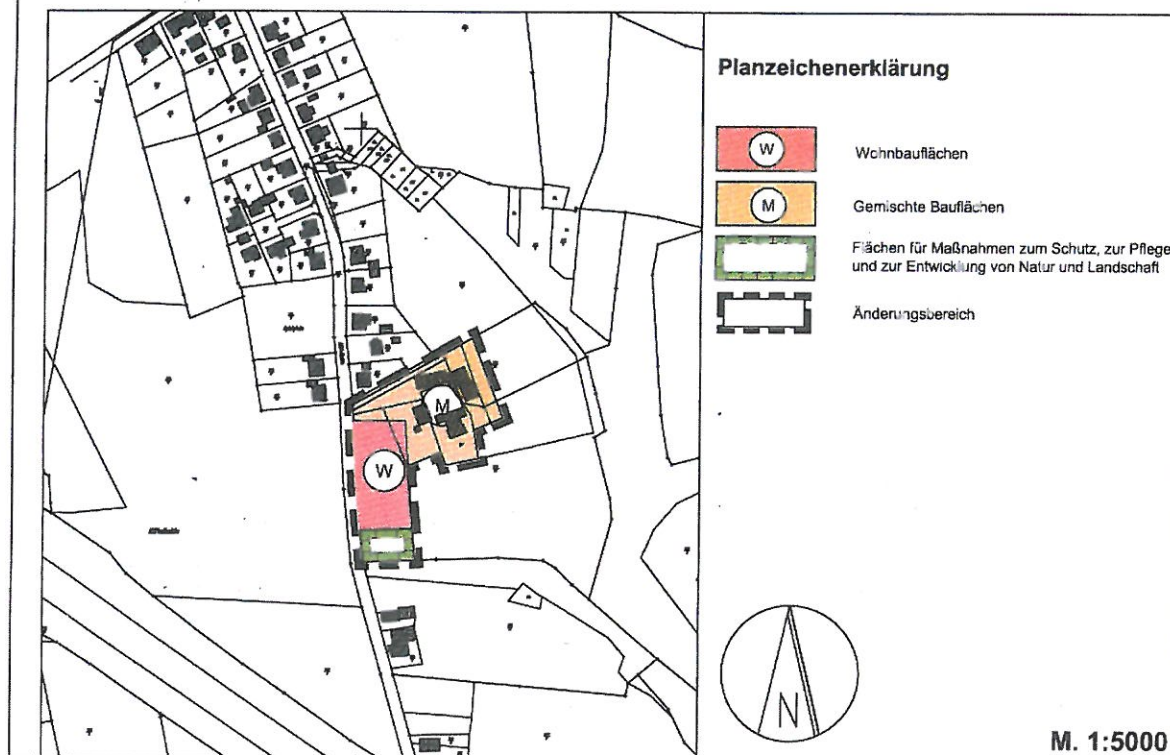 Planzeichenerklärung
W
Wohnbauflächen
M
Gemischte Bauflächen
Flächen für Maßnahmen zum Schutz, zur Pflege
und zur Entwicklung von Natur und Landschaft
Änderungsbereich
M
W
N
M. 1:5000